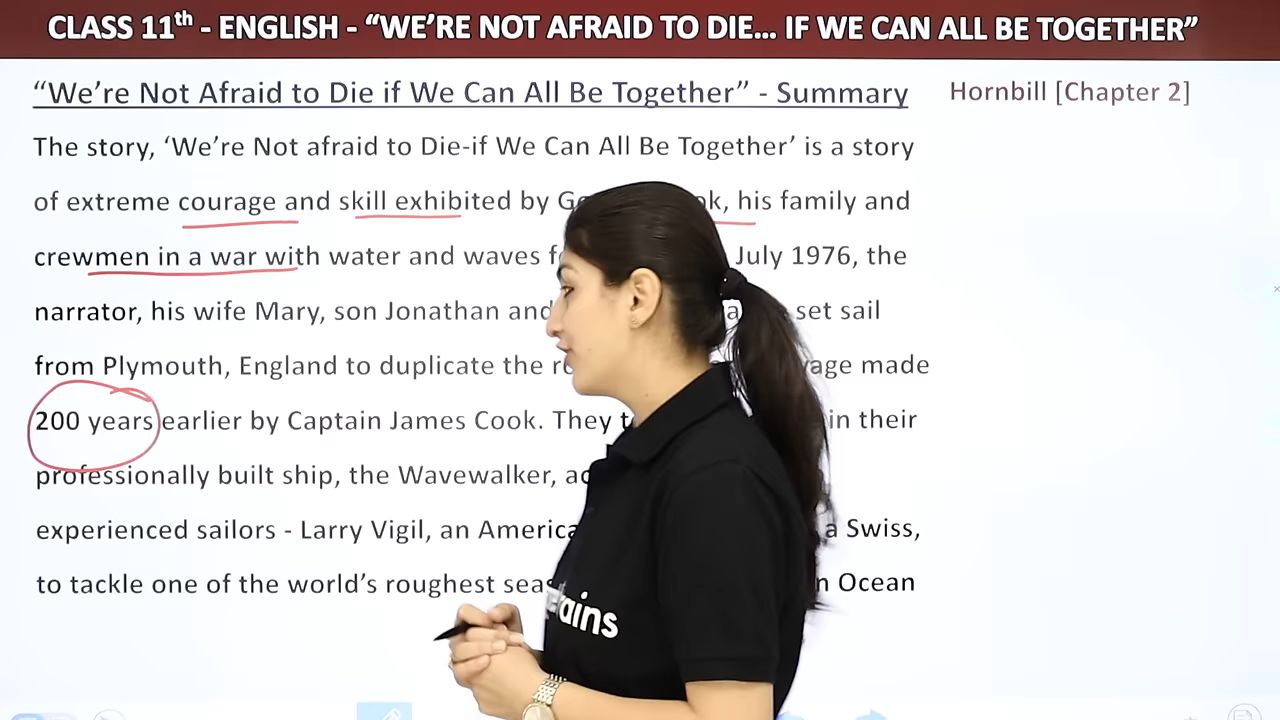 CLASS 11th - ENGLISH - “WE’RE NOT AFRAID TO DIE... IF WE CAN ALL BE TOGETHER”
“We’re Not Afraid to Die if We Can All Be Together” - Summary Hornbill [Chapter 2]
The story, ‘We’re Not afraid to Die-if We Can All Be Together’ is a story
of extreme courage and skill exhibited by his family and
crewmen in a war with water and waves July 1976, the
narrator, his wife Mary, son Jonathan and set sail
from Plymouth, England to duplicate the made
200 years earlier by Captain James Cook. They in their
professionally built ship, the Wavewalker,
experienced sailors - Larry Vigil, an a Swiss,
to tackle one of the world’s roughest Ocean